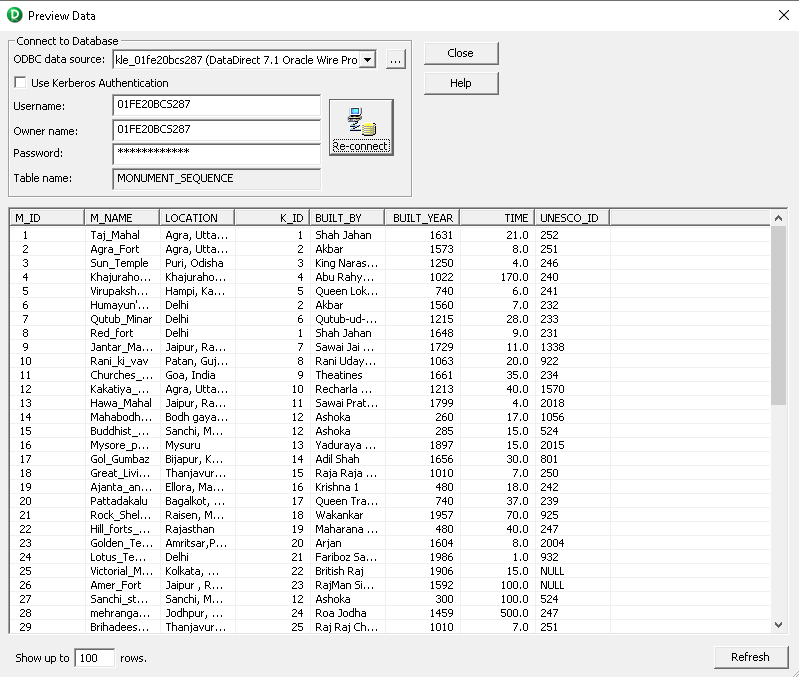 Preview Data
Connect to Database
ODBC data source: kle_01fe20bcs287 (DataDirect 7.1 Oracle Wire Pro ... Close
Use Kerberos Authentication Help
Username: 01FE20BCS287
Owner name: 01FE20BCS287
Re-connect
Password: ************
Table name: MONUMENT_SEQUENCE
M_ID M_NAME LOCATION K_ID BUILT_BY BUILT_YEAR TIME UNESCO_ID
1 Taj_Mahal Agra, Utta... 1 Shah Jahan 1631 21.0 252
2 Agra_Fort Agra, Utta... 2 Akbar 1573 8.0 251
3 Sun_Temple Puri, Odisha 3 King Naras... 1250 4.0 246
4 Khajuraho... Khajuraho... 4 Abu Rahy... 1022 170.0 240
5 Virupaksh... Hampi, Ka... 5 Queen Lok... 740 6.0 241
6 Humayun'... Delhi 2 Akbar 1560 7.0 232
7 Qutub_Minar Delhi 6 Qutub-ud-... 1215 28.0 233
8 Red_fort Delhi 1 Shah Jahan 1648 9.0 231
9 Jantar_Ma... Jaipur, Ra... 7 Sawai Jai ... 1729 11.0 1338
10 Rani_ki_vav Patan, Guj... 8 Rani Uday... 1063 20.0 922
11 Churches_... Goa, India 9 Theatines 1661 35.0 234
12 Kakatiya_... Agra, Utta... 10 Recharla ... 1213 40.0 1570
13 Hawa_Mahal Jaipur, Ra... 11 Sawai Prat... 1799 4.0 2018
14 Mahabodh... Bodh gaya... 12 Ashoka 260 17.0 1056
15 Buddhist_... Sanchi, M... 12 Ashoka 285 15.0 524
16 Mysore_p... Mysuru 13 Yaduraya ... 1897 15.0 2015
17 Gol_Gumbaz Bijapur, K... 14 Adil Shah 1656 30.0 801
18 Great_Livi... Thanjavur... 15 Raja Raja ... 1010 7.0 250
19 Ajanta_an... Ellora, Ma... 16 Krishna 1 480 18.0 242
20 Pattadakalu Bagalkot, ... 17 Queen Tra... 740 37.0 239
21 Rock_Shel... Raisen, M... 18 Wakankar 1957 70.0 925
22 Hill_forts_... Rajasthan 19 Maharana ... 480 40.0 247
23 Golden_Te... Amritsar,P... 20 Arjan 1604 8.0 2004
24 Lotus_Te... Delhi 21 Fariboz Sa... 1986 1.0 932
25 Victorial_M... Kolkata, ... 22 British Raj 1906 15.0 NULL
26 Amer_Fort Jaipur , R... 23 RajMan Si... 1592 100.0 NULL
27 Sanchi_st... Sanchi, M... 12 Ashoka 300 100.0 524
28 mehranga... Jodhpur, ... 24 Roa Jodha 1459 500.0 247
29 Brihadees... Thanjavur... 25 Raj Raj Ch... 1010 7.0 251
Show up to 100 rows. Refresh